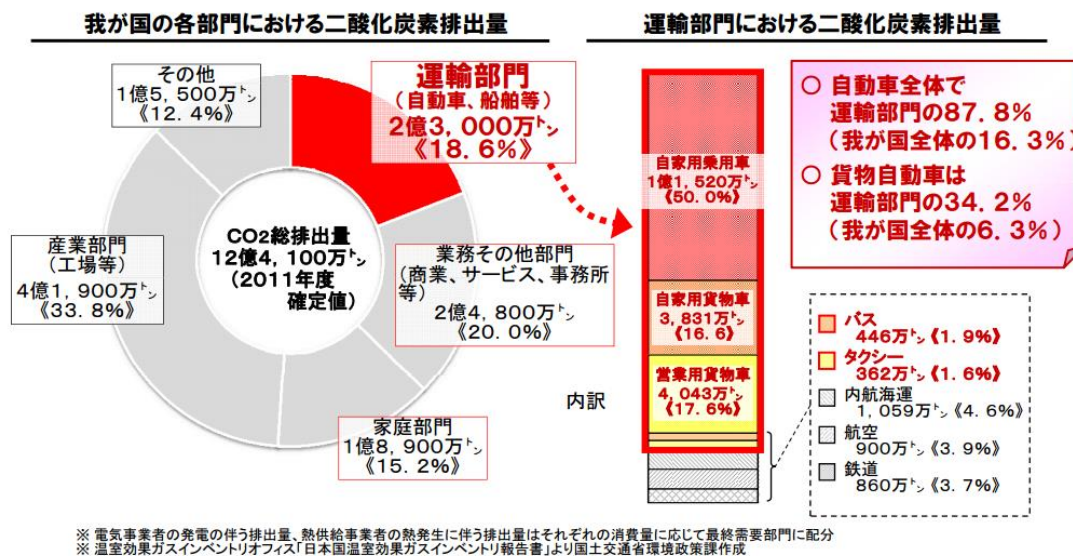 我が国の各部門における二酸化炭素排出量
その他
1億5,500万トン
《12.4%》
運輸部門
(自動車、船舶等)
2億3,000万トン
《18.6%》
産業部門
(工場等)
4億1,900万トン
《33.8%》
CO2総排出量
12億4,100万トン
(2011年度
確定値)
業務その他部門
(商業、サービス、事務所
等)
2億4,800万トン
《20.0%》
家庭部門
1億8,900万トン
《15.2%》
運輸部門における二酸化炭素排出量
自家用乗用車
1億1,520万トン
《50.0%》
自家用貨物車
3,831万トン
《16.6》
営業用貨物車
4,043万トン
《17.6%》
内訳
○ 自動車全体で
運輸部門の87.8%
(我が国全体の16.3%)
○ 貨物自動車は
運輸部門の34.2%
(我が国全体の6.3%)
バス
446万トン《1.9%》
タクシー
362万トン《1.6%》
内航海運
1,059万トン《4.6%》
航空
900万トン《3.9%》
鉄道
860万トン《3.7%》
※ 電気事業者の発電の伴う排出量、熱供給事業者の熱発生に伴う排出量はそれぞれの消費量に応じて最終需要部門に配分
※ 温室効果ガスインベントリオフィス「日本国温室効果ガスインベントリ報告書」より国土交通省環境政策課作成